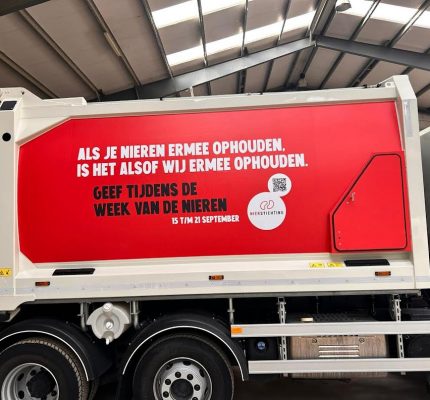 ALS JE NIEREN ERMEE OPHOUDEN,
IS HET ALSOF WIJ ERMEE OPHOUDEN.
GEEF TIJDENS DE
WEEK VAN DE NIEREN
15 T/M 21 SEPTEMBER
NIERSTICHTING